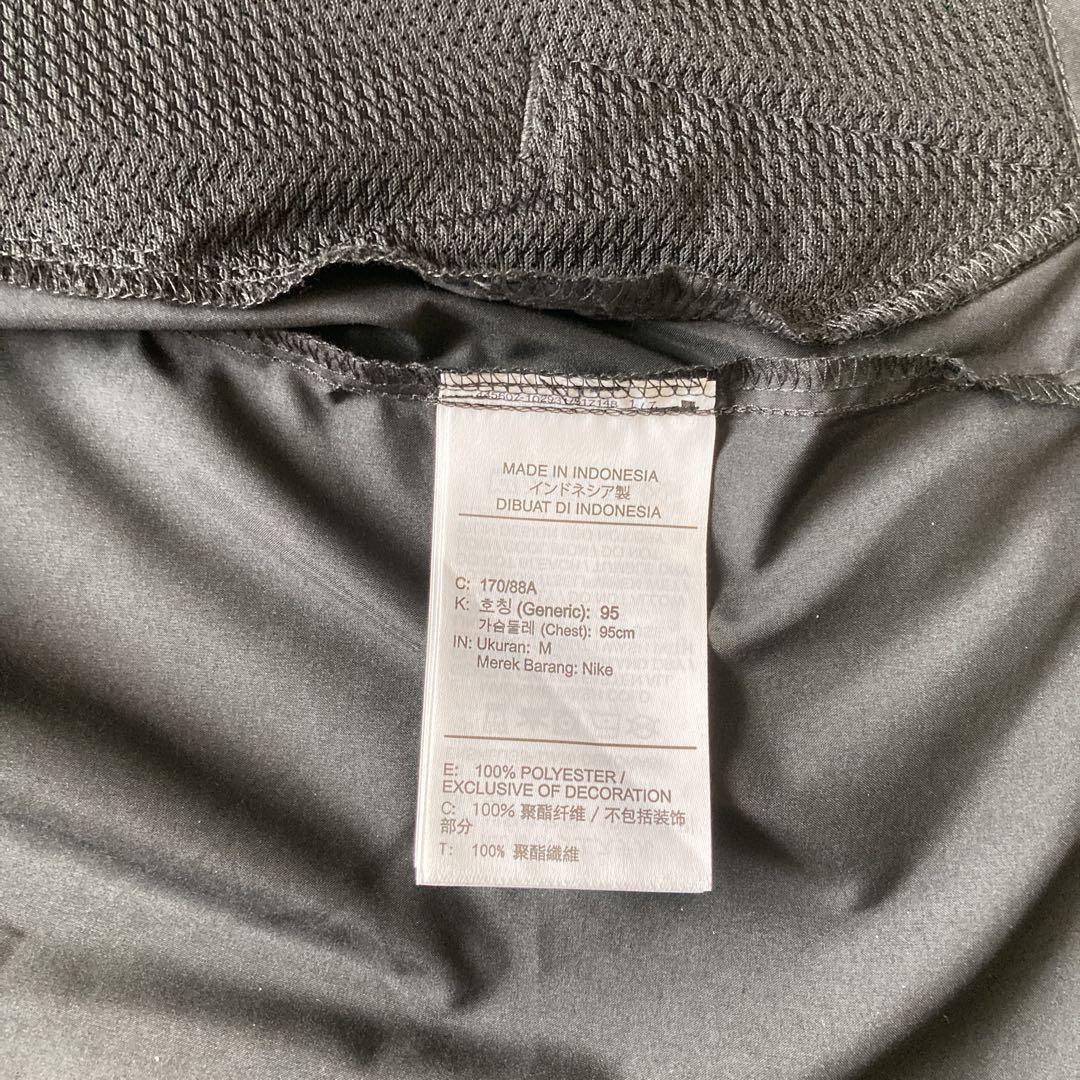 MADE IN INDONESIA
インドネシア製
DIBUAT DI INDONESIA
C: 170/88A
K: 호칭 (Generic): 95
가슴둘레 (Chest): 95cm
IN: Ukuran: M
Merek Barang: Nike
E: 100% POLYESTER /
EXCLUSIVE OF DECORATION
C: 100% 聚酯纤维 / 不包括装饰
部分
T: 100% 聚酯纖維